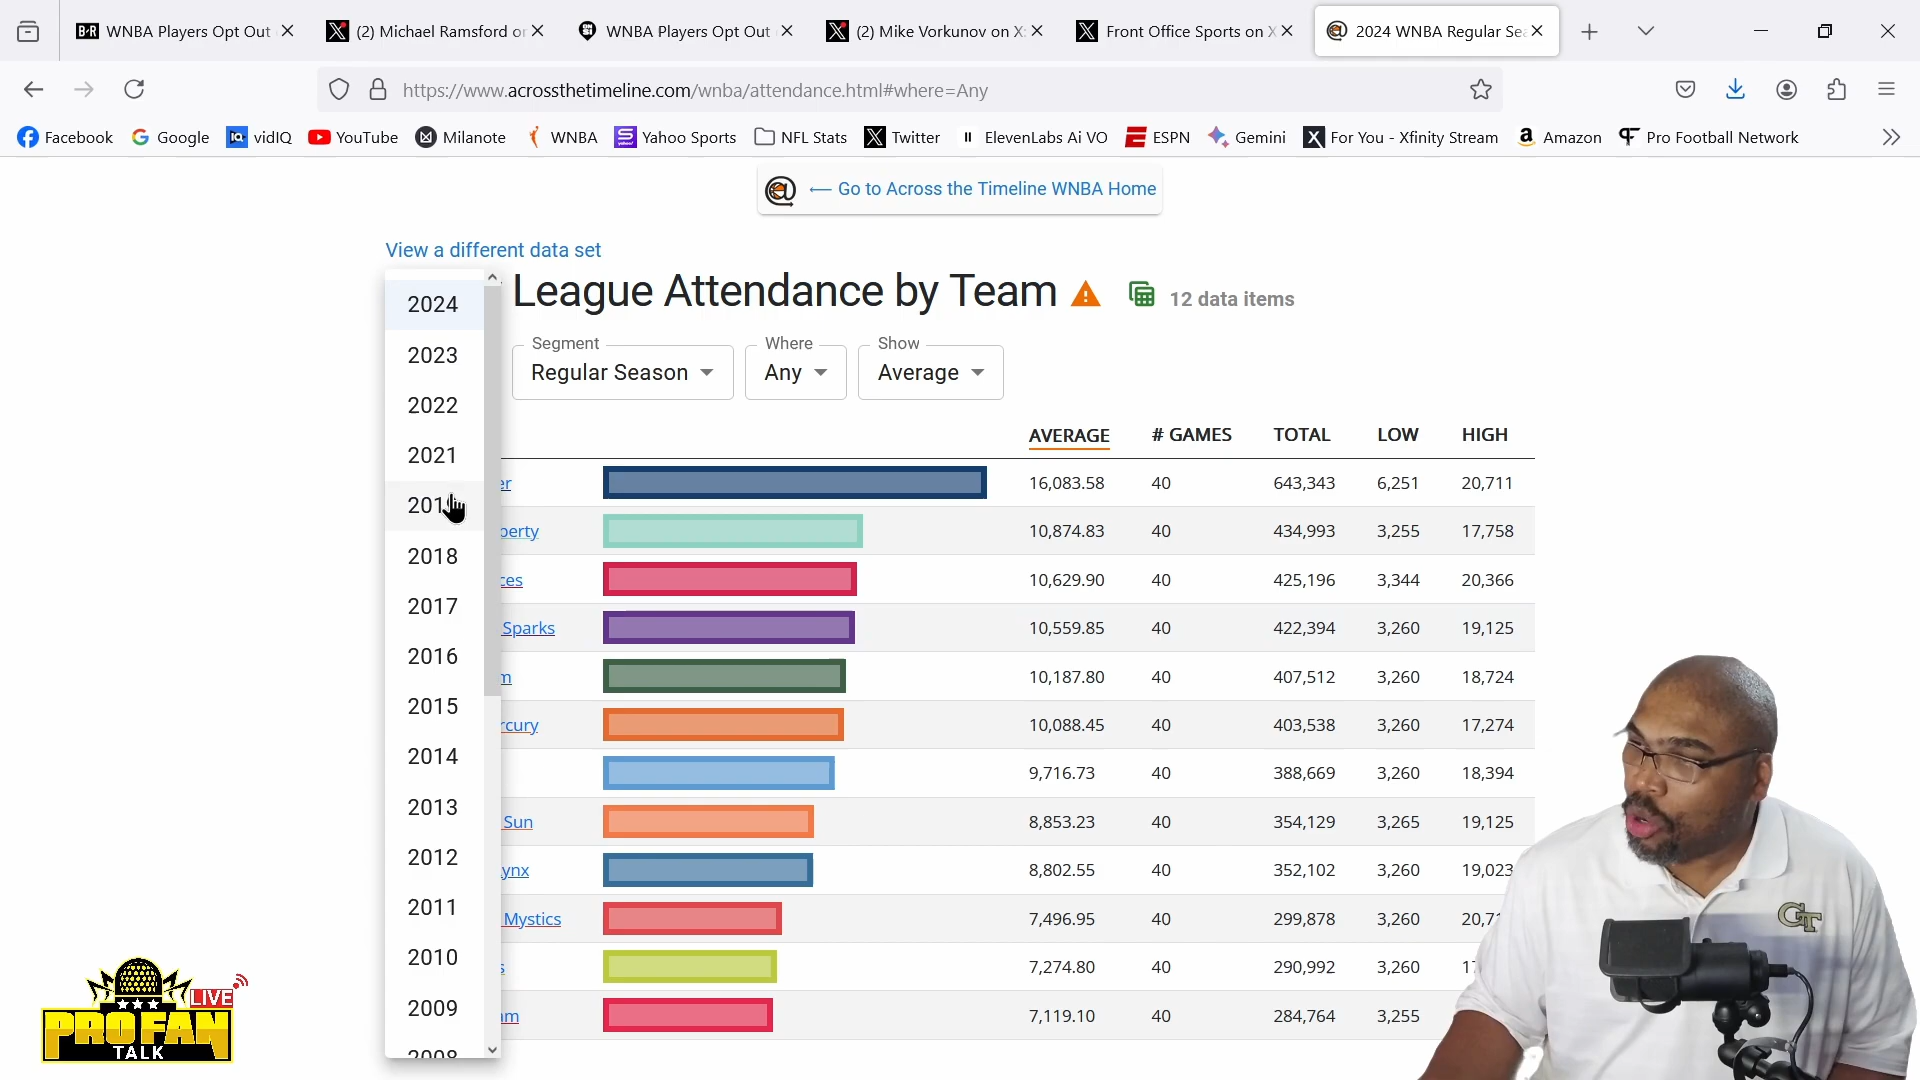 WNBA Players Opt Out
(2) Michael Ramsford or
WNBA Players Opt Out
(2) Mike Vorkunov on X:
Front Office Sports on X
2024 WNBA Regular Sea
https://www.acrossthetimeline.com/wnba/attendance.html#where=Any
Facebook Google vidIQ YouTube Milanote WNBA Yahoo Sports NFL Stats Twitter ElevenLabs Ai VO ESPN Gemini For You - Xfinity Stream Amazon Pro Football Network
← Go to Across the Timeline WNBA Home
View a different data set
League Attendance by Team 12 data items
Segment Where Show
Regular Season Any Average
2024
2023
2022
2021
2018
2017
2016
2015
2014
2013
2012
2011
2010
2009
2008
AVERAGE # GAMES TOTAL LOW HIGH
er 16,083.58 40 643,343 6,251 20,711
berty 10,874.83 40 434,993 3,255 17,758
ces 10,629.90 40 425,196 3,344 20,366
Sparks 10,559.85 40 422,394 3,260 19,125
m 10,187.80 40 407,512 3,260 18,724
rcury 10,088.45 40 403,538 3,260 17,274
9,716.73 40 388,669 3,260 18,394
Sun 8,853.23 40 354,129 3,265 19,125
ynx 8,802.55 40 352,102 3,260 19,023
Mystics 7,496.95 40 299,878 3,260
s 7,274.80 40 290,992 3,260
am 7,119.10 40 284,764 3,255
GT
LIVE
PRO FAN
TALK